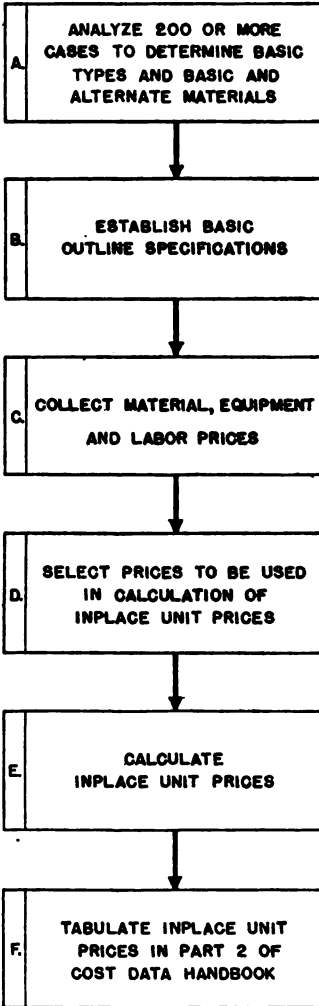 A.
ANALYZE 200 OR MORE
CASES TO DETERMINE BASIC
TYPES AND BASIC AND
ALTERNATE MATERIALS
B.
ESTABLISH BASIC
OUTLINE SPECIFICATIONS
C.
COLLECT MATERIAL, EQUIPMENT
AND LABOR PRICES
D.
SELECT PRICES TO BE USED
IN CALCULATION OF
INPLACE UNIT PRICES
E.
CALCULATE
INPLACE UNIT PRICES
F.
TABULATE INPLACE UNIT
PRICES IN PART 2 OF
COST DATA HANDBOOK